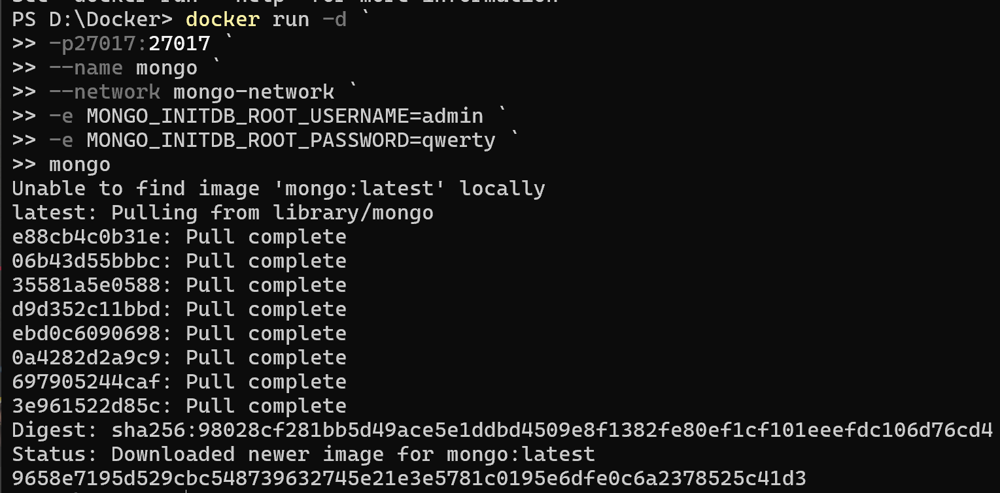 PS D:\Docker> docker run -d `
>> -p27017:27017 `
>> --name mongo `
>> --network mongo-network `
>> -e MONGO_INITDB_ROOT_USERNAME=admin `
>> -e MONGO_INITDB_ROOT_PASSWORD=qwerty `
>> mongo
Unable to find image 'mongo:latest' locally
latest: Pulling from library/mongo
e88cb4c0b31e: Pull complete
06b43d55bbbc: Pull complete
35581a5e0588: Pull complete
d9d352c11bbd: Pull complete
ebd0c6090698: Pull complete
0a4282d2a9c9: Pull complete
697905244caf: Pull complete
3e961522d85c: Pull complete
Digest: sha256:98028cf281bb5d49ace5e1ddbd4509e8f1382fe80ef1cf101eeefdc106d76cd4
Status: Downloaded newer image for mongo:latest
9658e7195d529cbc548739632745e21e3e5781c0195e6dfe0c6a2378525c41d3